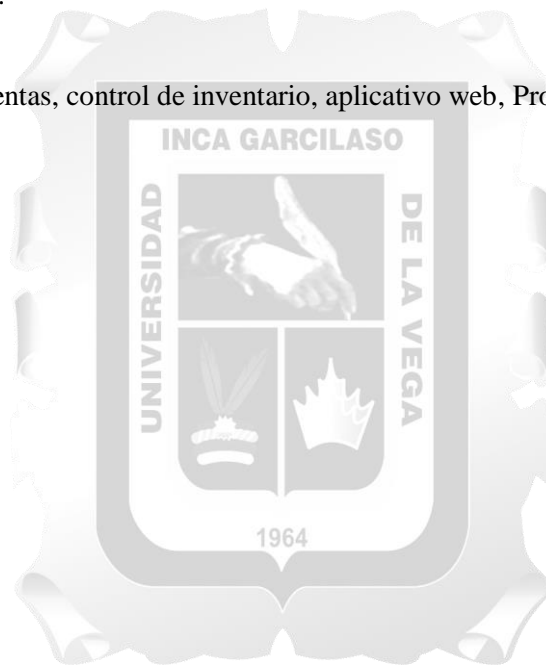 entas, control de inventario, aplicativo web, Pro
INCA GARCILASO
UNIVERSIDAD
DE LA VEGA
1964